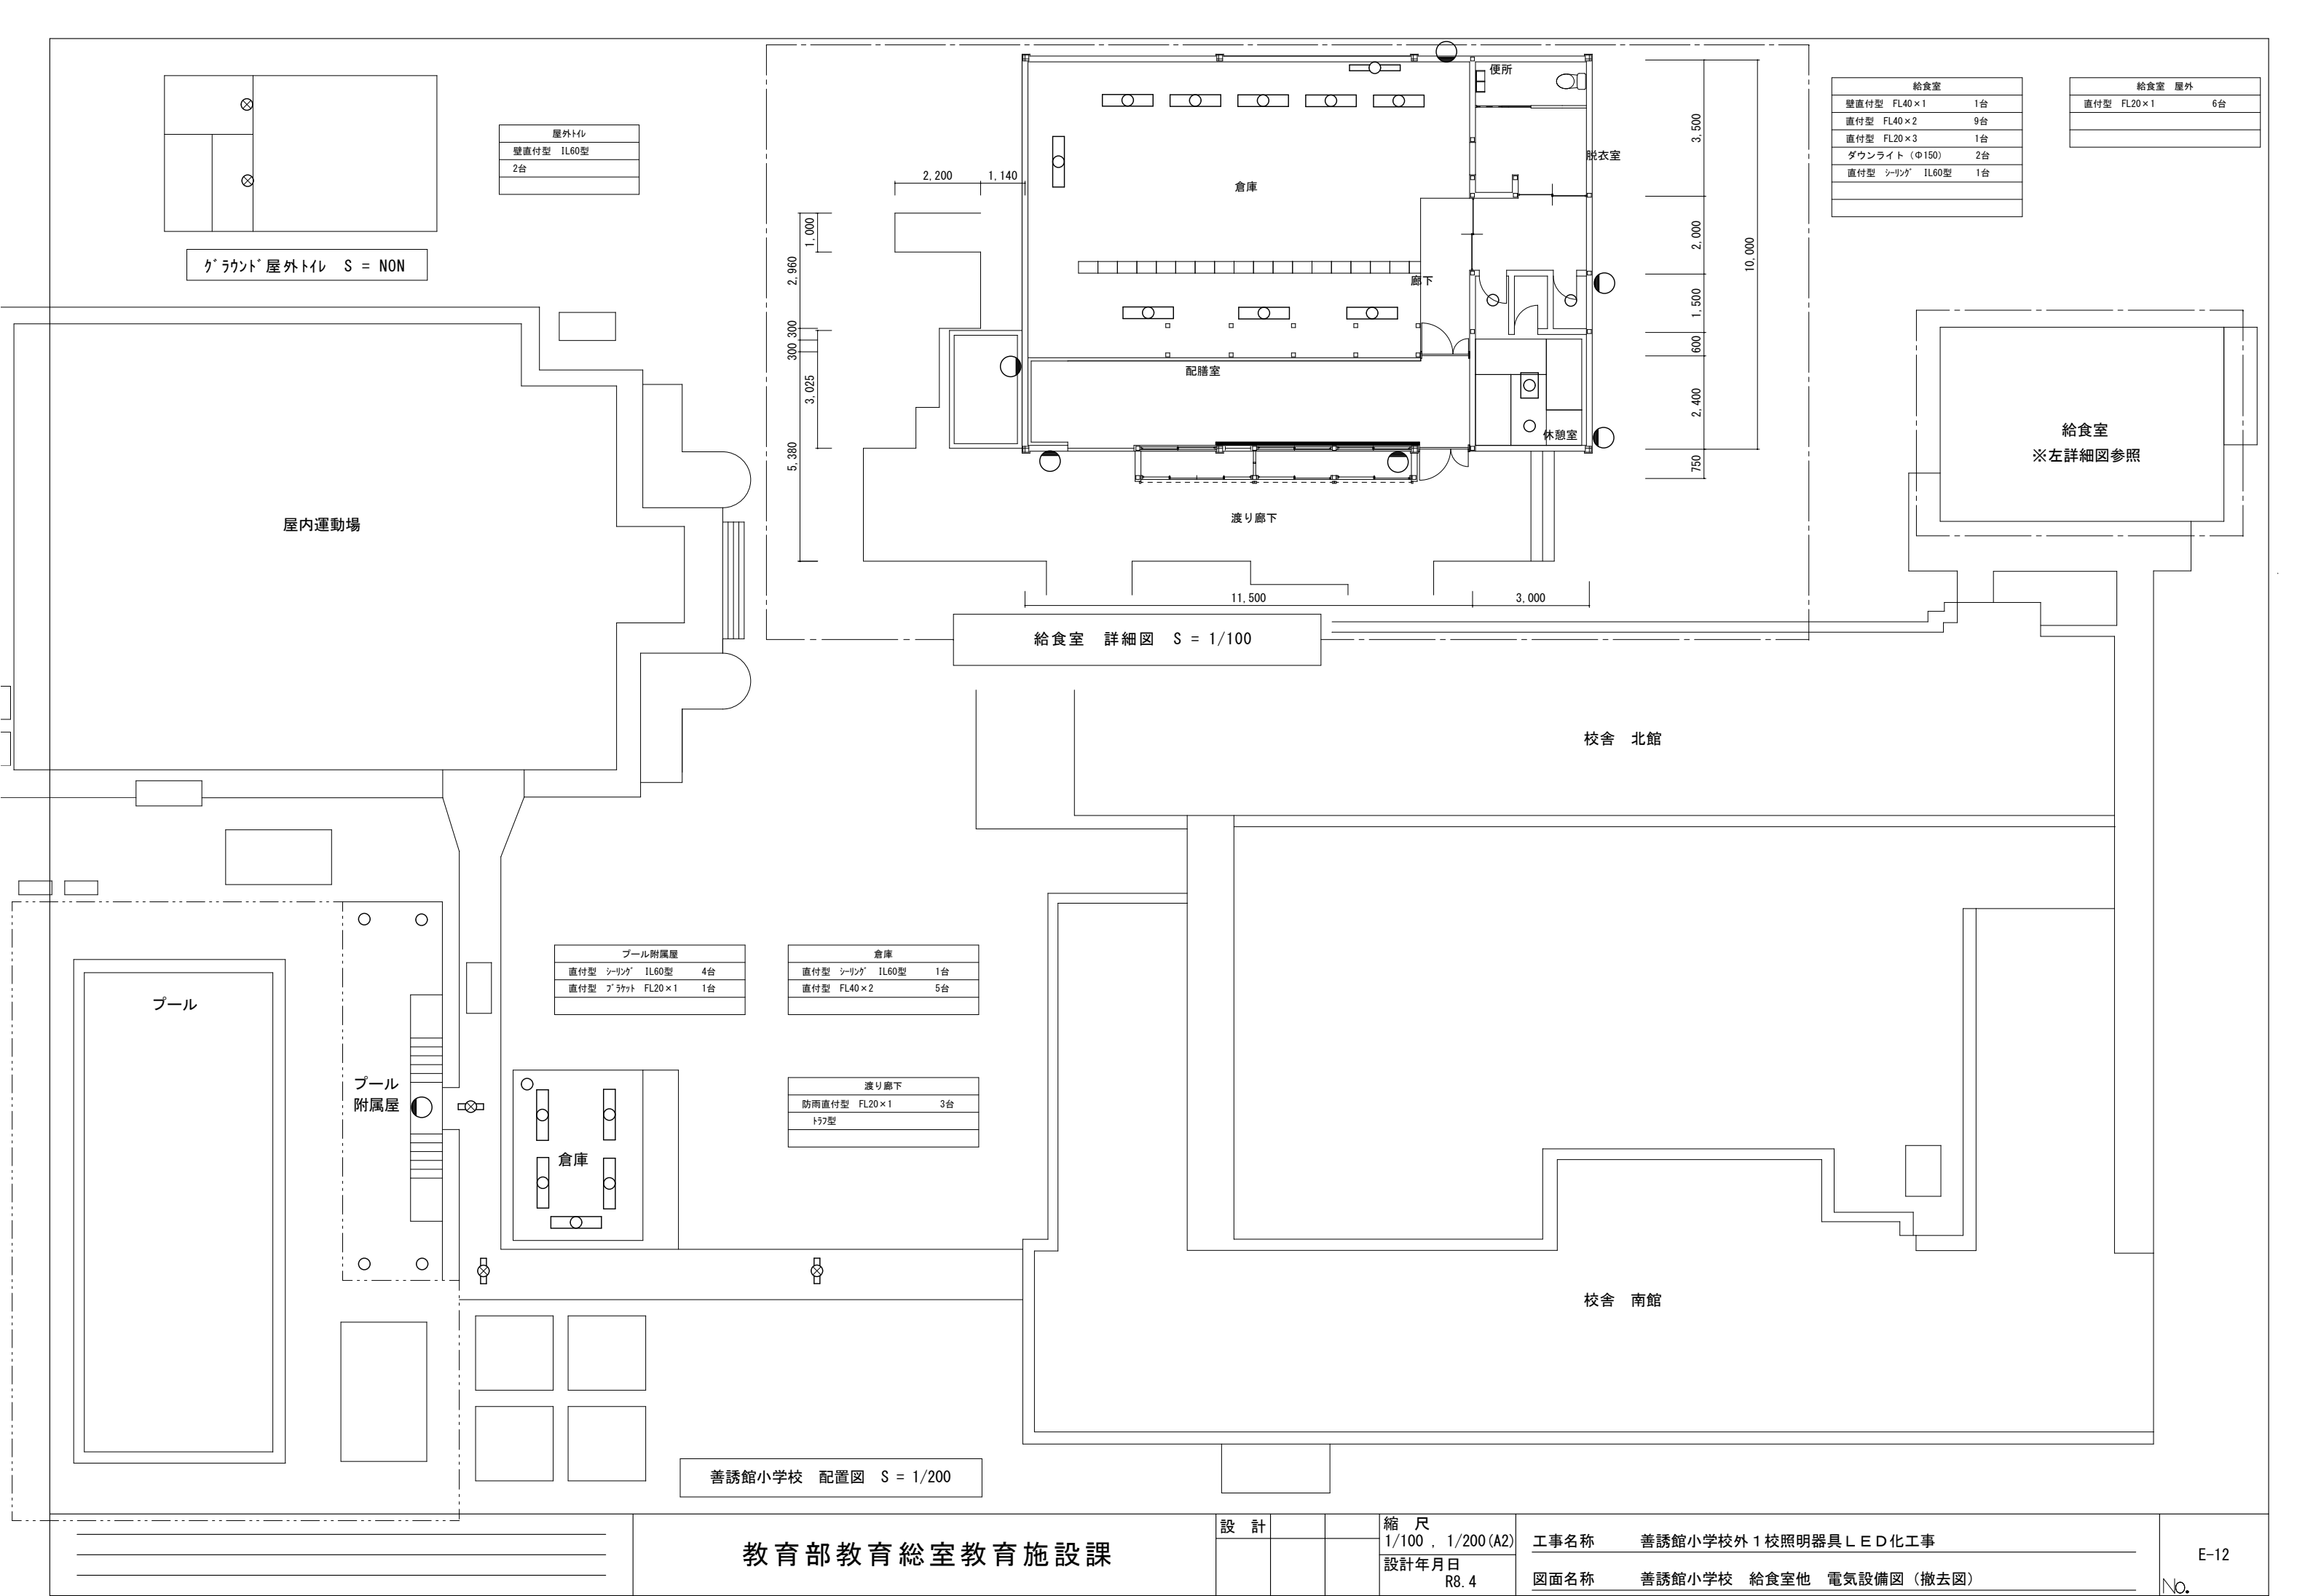 屋外ﾄｲﾚ
壁直付型　IL60型
2台
ｸﾞﾗｳﾝﾄﾞ屋外ﾄｲﾚ　S = NON
便所
脱衣室
倉庫
廊下
配膳室
休憩室
渡り廊下
2,200
1,140
1,000
2,960
300
300
3,025
5,380
3,500
2,000
10,000
1,500
600
2,400
750
11,500
3,000
給食室　詳細図　S = 1/100
給食室
壁直付型　FL40×1　1台
直付型　FL40×2　9台
直付型　FL20×3　1台
ダウンライト（Φ150）　2台
直付型　ｼｰﾘﾝｸﾞ　IL60型　1台
給食室　屋外
直付型　FL20×1　6台
給食室
※左詳細図参照
屋内運動場
校舎　北館
プール
プール
附属屋
プール附属屋
直付型　ｼｰﾘﾝｸﾞ　IL60型　4台
直付型　ﾌﾞﾗｹｯﾄ　FL20×1　1台
倉庫
直付型　ｼｰﾘﾝｸﾞ　IL60型　1台
直付型　FL40×2　5台
渡り廊下
防雨直付型　FL20×1　3台
ﾄﾗﾌ型
倉庫
校舎　南館
善誘館小学校　配置図　S = 1/200
教育部教育総室教育施設課
設　計
縮　尺
1/100 , 1/200(A2)
設計年月日
R8.4
工事名称　善誘館小学校外１校照明器具ＬＥＤ化工事
図面名称　善誘館小学校　給食室他　電気設備図（撤去図）
E-12
No.